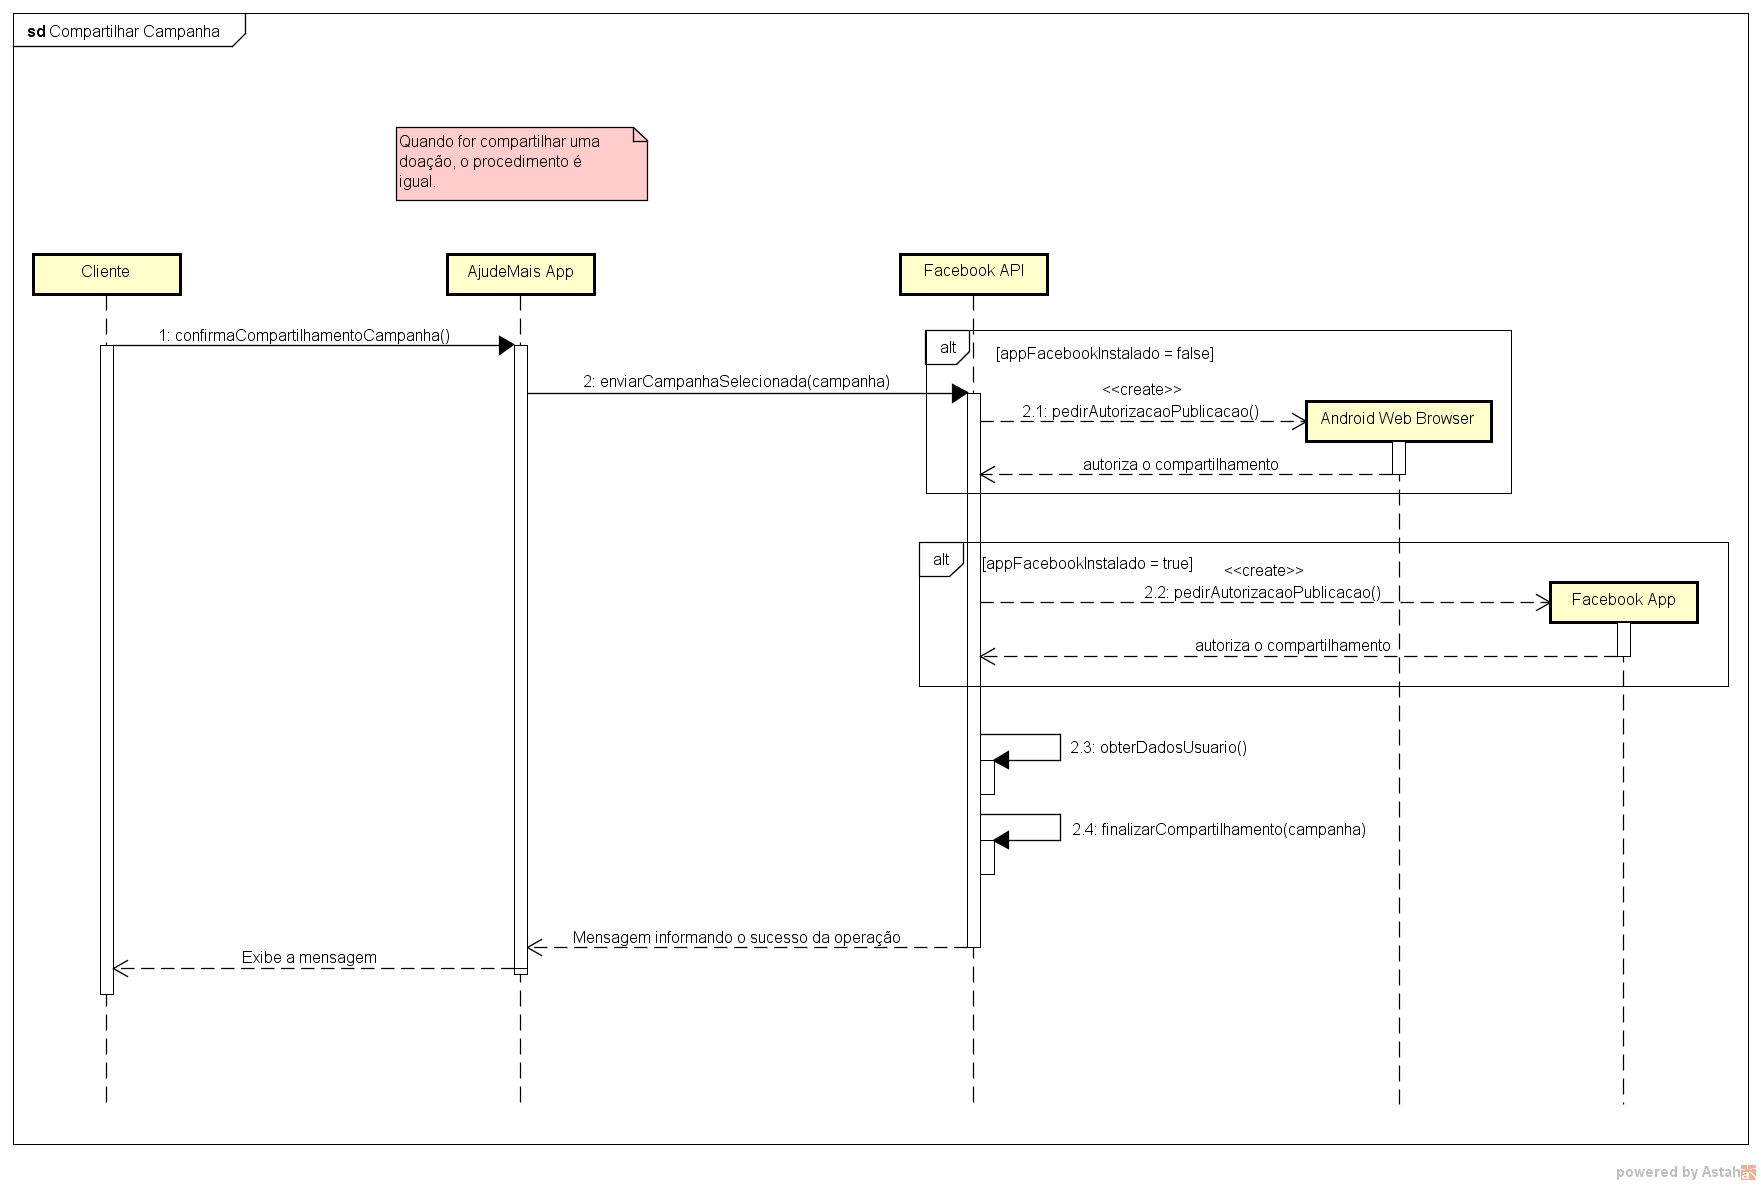 sd Compartilhar Campanha
Quando for compartilhar uma
doação, o procedimento é
igual.
Cliente
AjudeMais App
Facebook API
1: confirmaCompartilhamentoCampanha()
alt
[appFacebookInstalado = false]
2: enviarCampanhaSelecionada(campanha)
<<create>>
2.1: pedirAutorizacaoPublicacao()
Android Web Browser
autoriza o compartilhamento
alt
[appFacebookInstalado = true]
<<create>>
2.2: pedirAutorizacaoPublicacao()
Facebook App
autoriza o compartilhamento
2.3: obterDadosUsuario()
2.4: finalizarCompartilhamento(campanha)
Mensagem informando o sucesso da operação
Exibe a mensagem
powered by Astah